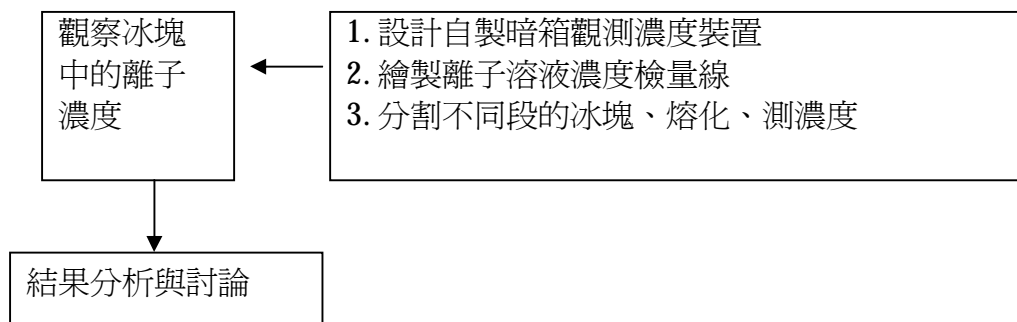 觀察冰塊
中的離子
濃度
1. 設計自製暗箱觀測濃度裝置
2. 繪製離子溶液濃度檢量線
3. 分割不同段的冰塊、熔化、測濃度
結果分析與討論